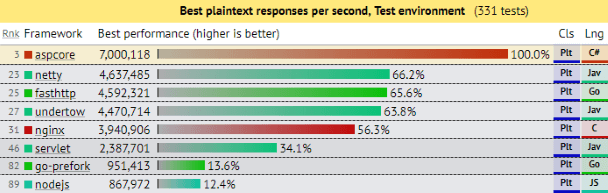 Best plaintext responses per second, Test environment (331 tests)
Rnk Framework Best performance (higher is better) Cls Lng
3 aspcore 7,000,118 100.0% Plt C#
23 netty 4,637,485 66.2% Plt Jav
25 fasthttp 4,592,321 65.6% Plt Go
27 undertow 4,470,714 63.8% Plt Jav
31 nginx 3,940,906 56.3% Plt C
46 servlet 2,387,701 34.1% Plt Jav
82 go-prefork 951,413 13.6% Plt Go
89 nodejs 867,972 12.4% Plt JS